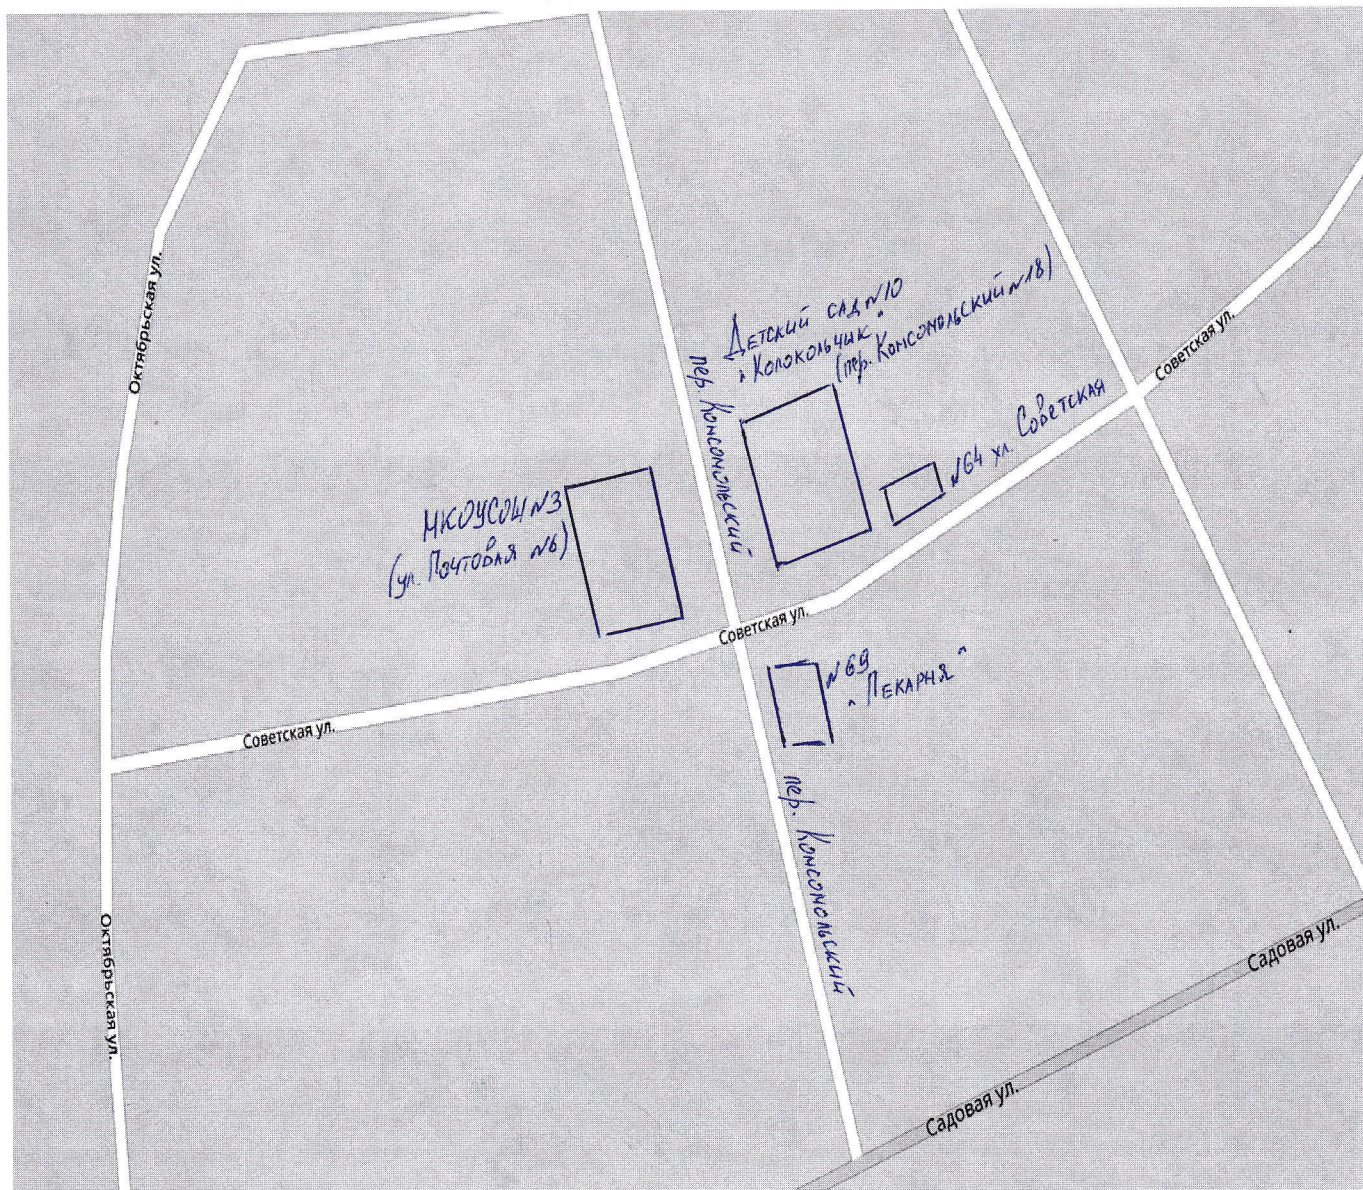 Октябрьская ул.
Детский сад №10
"Колокольчик"
(пер. Комсомольский №18)
Советская ул.
пер. Комсомольский
№64 ул. Советская
МКОУСОШ №3
(ул. Почтовая №6)
Советская ул.
№69
"Пекарня"
Советская ул.
пер. Комсомольский
Октябрьская ул.
Садовая ул.
Садовая ул.